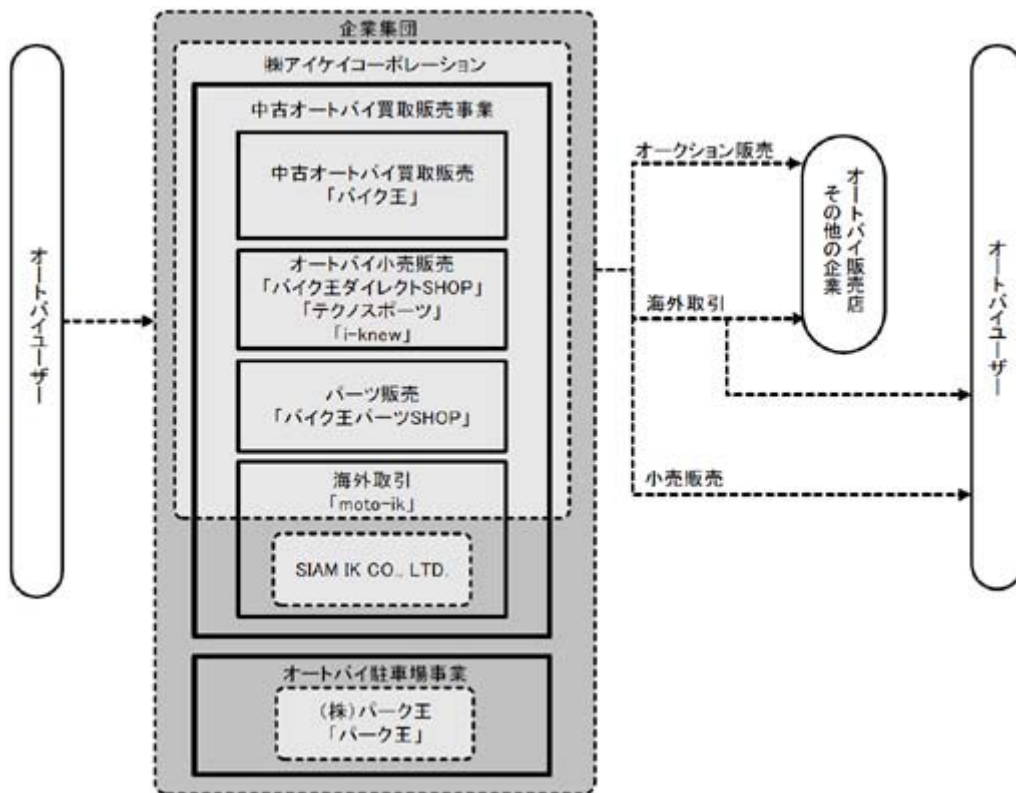 オートバイユーザー
企業集団
㈱アイケイコーポレーション
中古オートバイ買取販売事業
中古オートバイ買取販売
「バイク王」
オートバイ小売販売
「バイク王ダイレクトSHOP」
「テクノスポーツ」
「i-knew」
パーツ販売
「バイク王パーツSHOP」
海外取引
「moto-ik」
SIAM IK CO., LTD.
オートバイ駐車場事業
(株)パーク王
「パーク王」
オークション販売
海外取引
小売販売
オートバイ販売店
その他の企業
オートバイユーザー